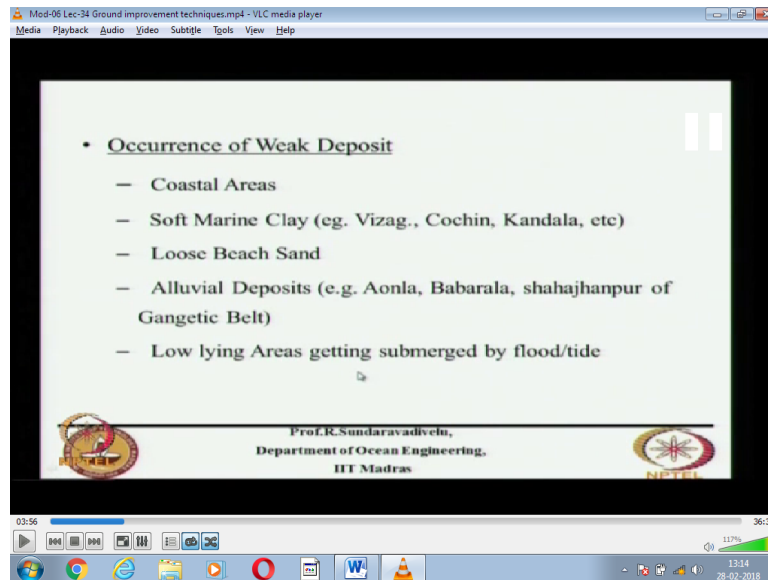 Mod-06 Lec-34 Ground improvement techniques.mp4 - VLC media player
Media Playback Audio Video Subtitle Tools View Help
• Occurrence of Weak Deposit
– Coastal Areas
– Soft Marine Clay (eg. Vizag., Cochin, Kandala, etc)
– Loose Beach Sand
– Alluvial Deposits (e.g. Aonla, Babarala, shahajhanpur of
Gangetic Belt)
– Low lying Areas getting submerged by flood/tide
Prof.R.Sundaravadivelu,
Department of Ocean Engineering,
IIT Madras
NPTEL
NPTEL
03:56
117%
13:14
28-02-2018